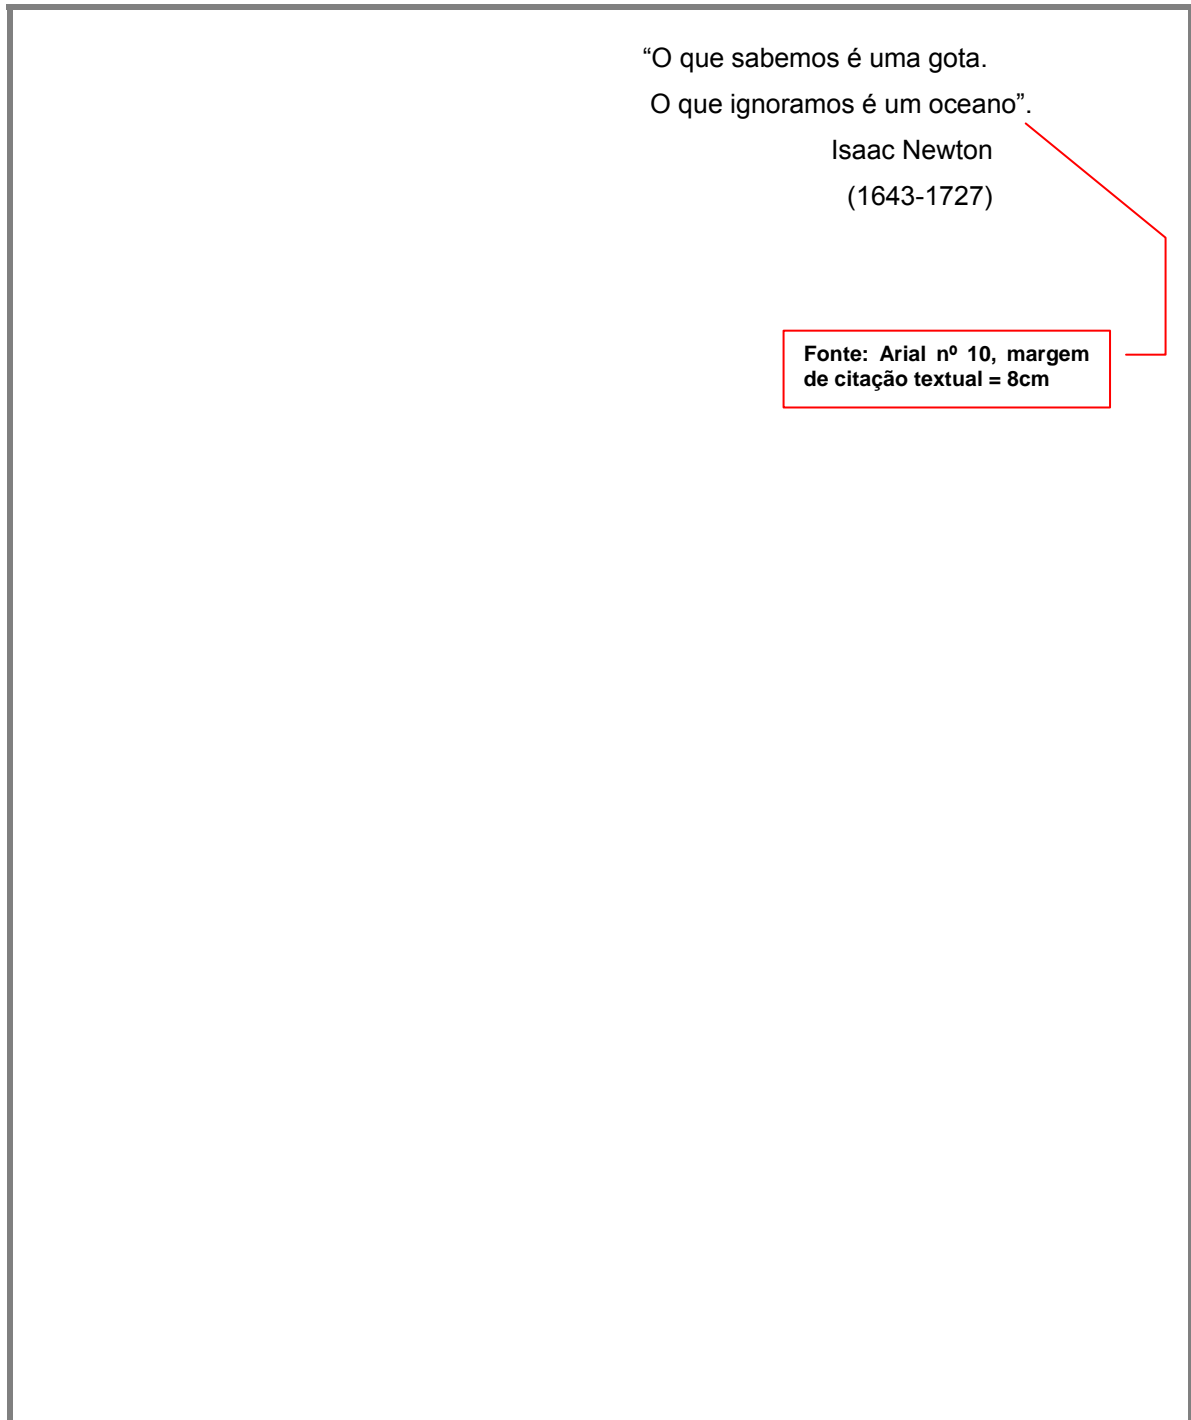 “O que sabemos é uma gota.
O que ignoramos é um oceano”.
Isaac Newton
(1643-1727)
Fonte: Arial nº 10, margem
de citação textual = 8cm